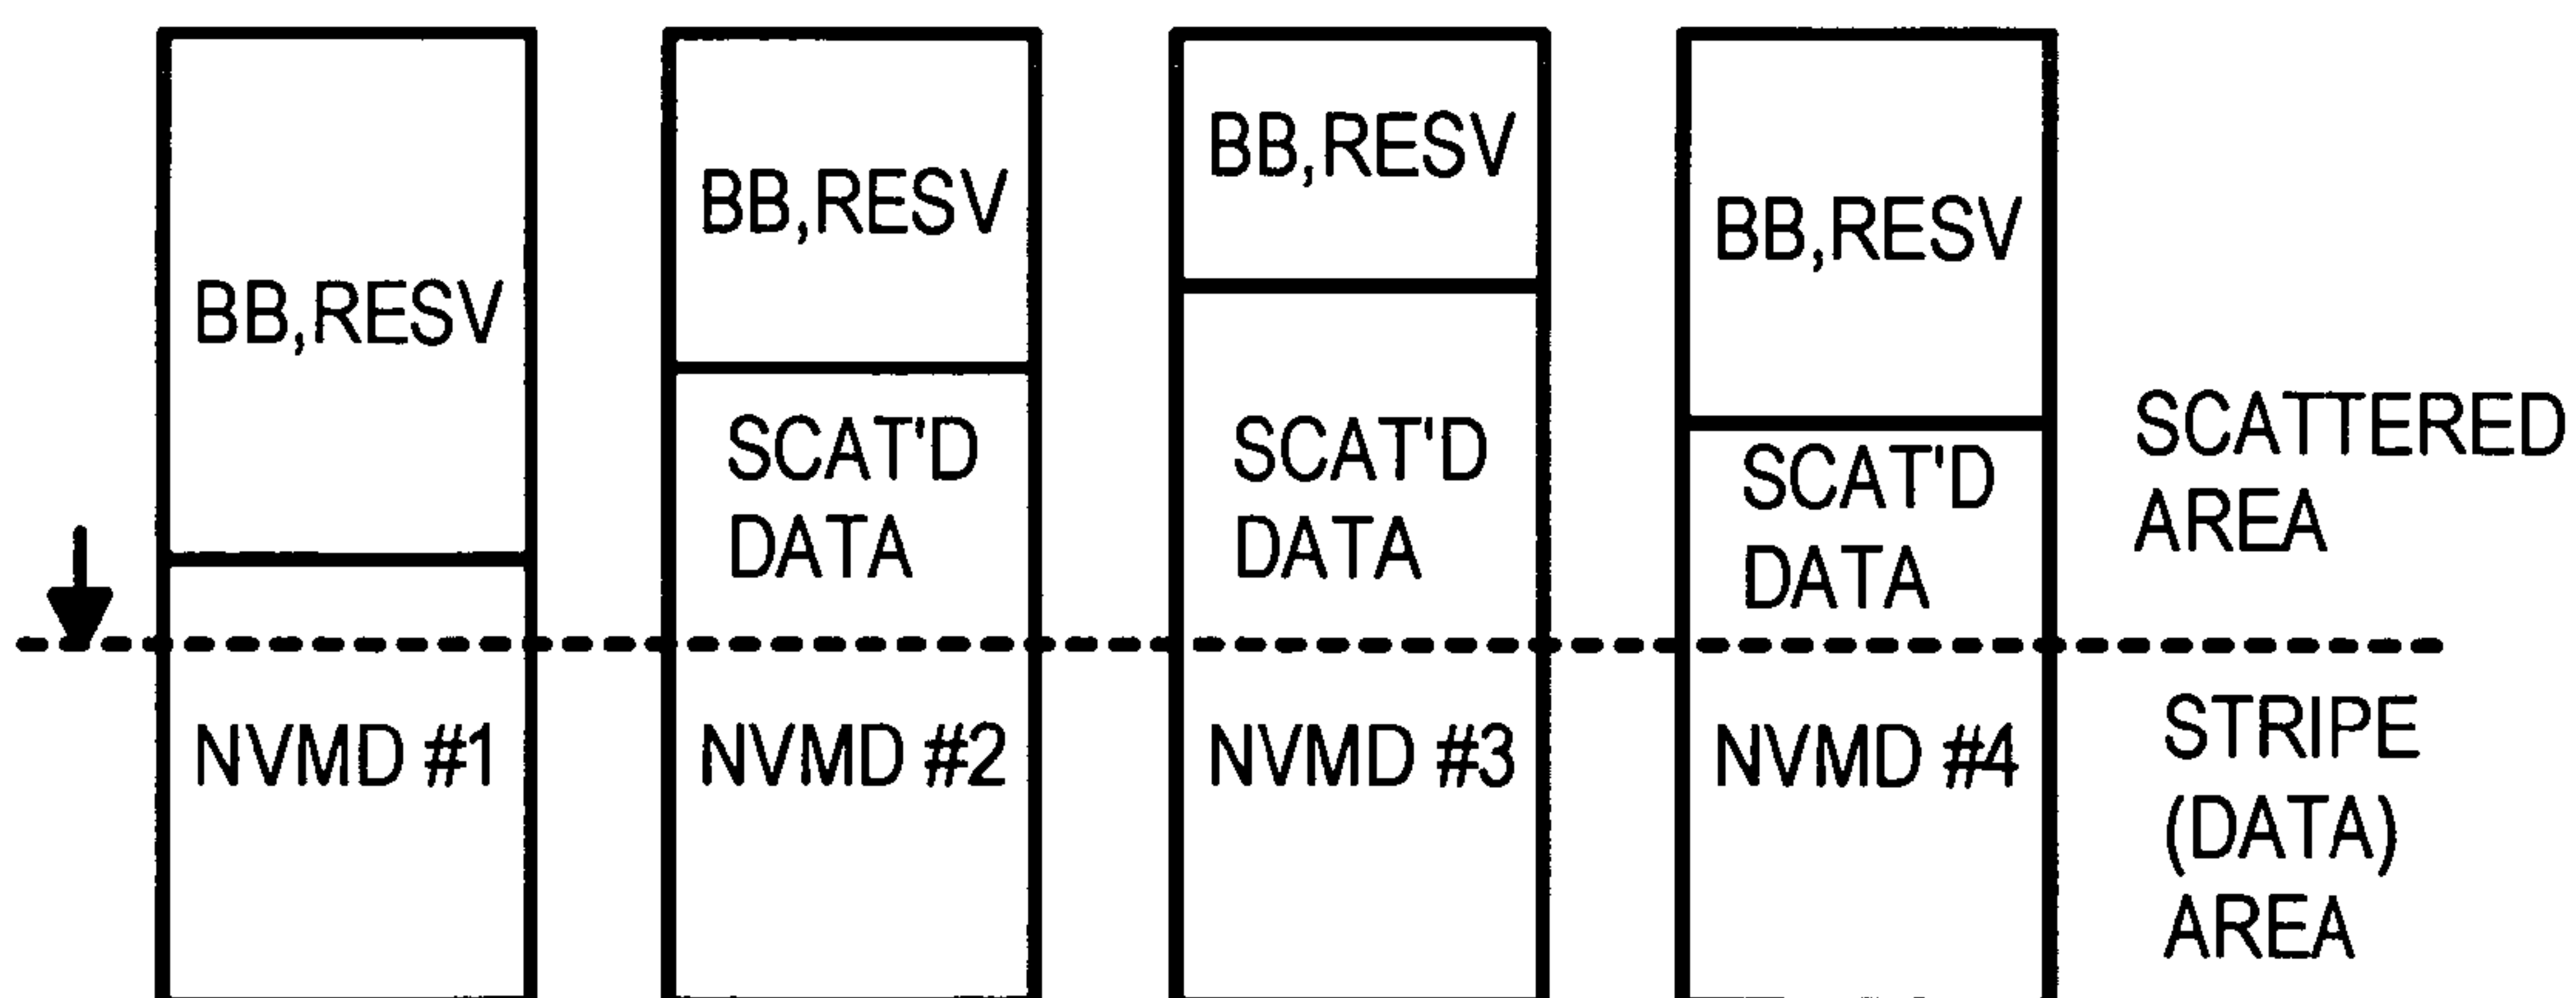 BB,RESV
NVMD #1
BB,RESV
SCAT'D
DATA
NVMD #2
BB,RESV
SCAT'D
DATA
NVMD #3
BB,RESV
SCAT'D
DATA
NVMD #4
SCATTERED
AREA
STRIPE
(DATA)
AREA